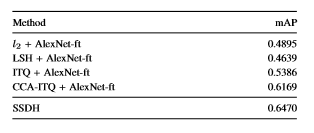 Method mAP
l2 + AlexNet-ft 0.4895
LSH + AlexNet-ft 0.4639
ITQ + AlexNet-ft 0.5386
CCA-ITQ + AlexNet-ft 0.6169
SSDH 0.6470